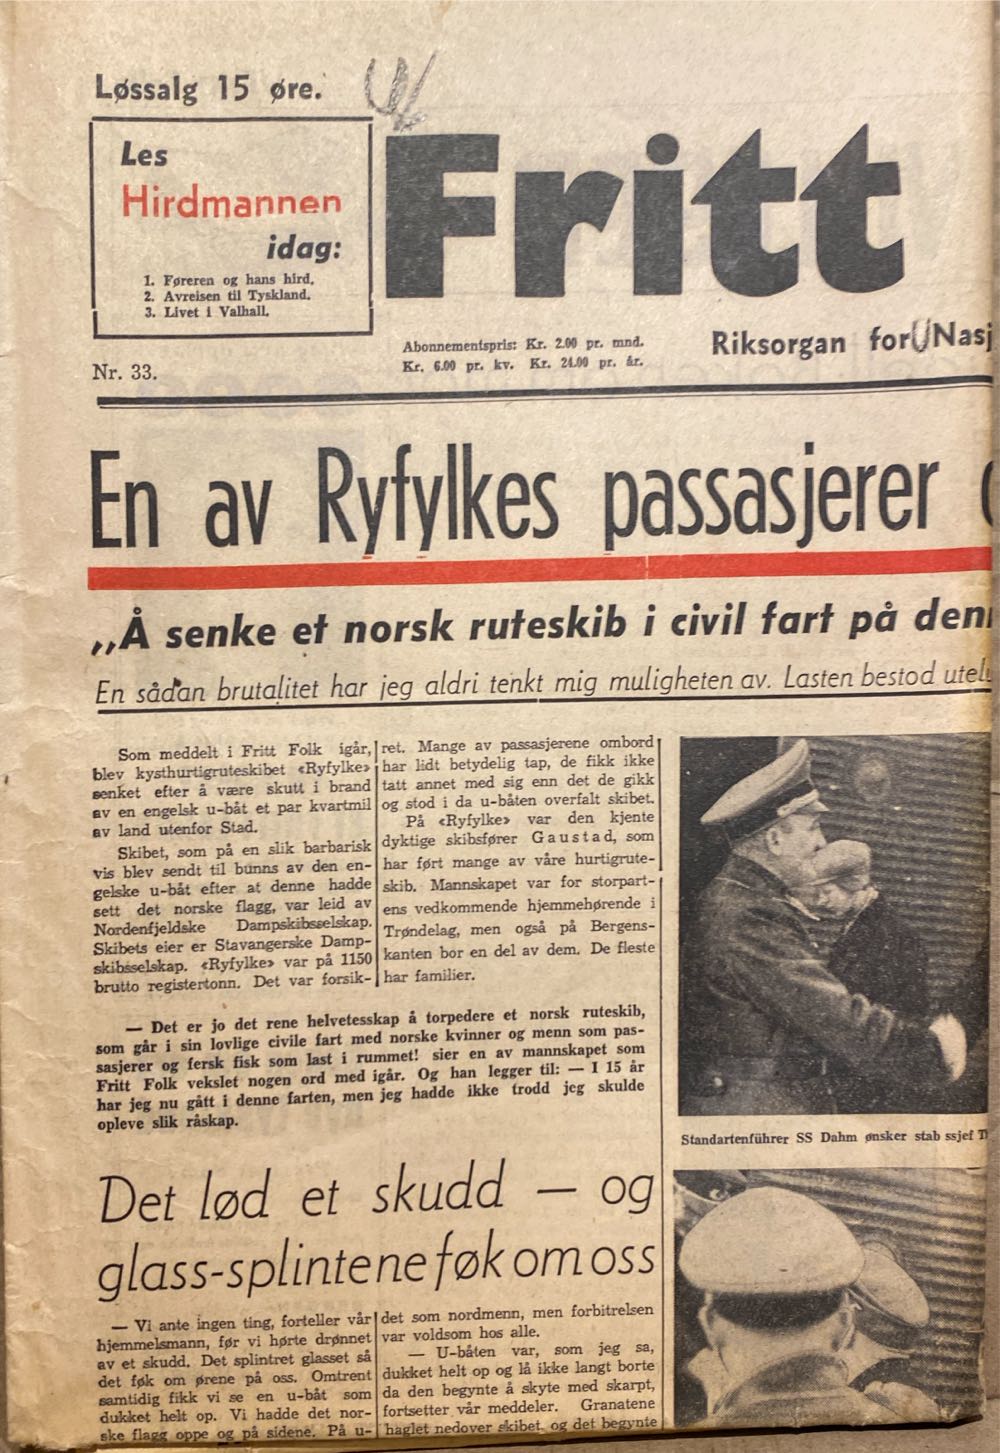 Løssalg 15 øre.
Les
Hirdmannen
idag:
1. Føreren og hans hird.
2. Avreisen til Tyskland.
3. Livet i Valhall.
Nr. 33.
Fritt
Abonnementspris: Kr. 2.00 pr. mnd.
Kr. 6.00 pr. kv. Kr. 24.00 pr. år.
Riksorgan for Nasj
En av Ryfylkes passasjerer
„Å senke et norsk ruteskib i civil fart på den
En sådan brutalitet har jeg aldri tenkt mig muligheten av. Lasten bestod utel
Som meddelt i Fritt Folk igår,
blev kysthurtigruteskibet «Ryfylke»
senket efter å være skutt i brand
av en engelsk u-båt et par kvartmil
av land utenfor Stad.
Skibet, som på en slik barbarisk
vis blev sendt til bunns av den en-
gelske u-båt efter at denne hadde
sett det norske flagg, var leid av
Nordenfjeldske Dampskibsselskap.
Skibets eier er Stavangerske Damp-
skibsselskap. «Ryfylke» var på 1150
brutto registertonn. Det var forsik-
ret. Mange av passasjerene ombord
har lidt betydelig tap, de fikk ikke
tatt annet med sig enn det de gikk
og stod i da u-båten overfalt skibet.
På «Ryfylke» var den kjente
dyktige skibsfører Gaustad, som
har ført mange av våre hurtigrute-
skib. Mannskapet var for storpart-
ens vedkommende hjemmehørende i
Trøndelag, men også på Bergens-
kanten bor en del av dem. De fleste
har familier.
— Det er jo det rene helvetesskap å torpedere et norsk ruteskib,
som går i sin lovlige civile fart med norske kvinner og menn som pas-
sasjerer og fersk fisk som last i rummet! sier en av mannskapet som
Fritt Folk vekslet nogen ord med igår. Og han legger til: — I 15 år
har jeg nu gått i denne farten, men jeg hadde ikke trodd jeg skulde
opleve slik råskap.
Det lød et skudd — og
glass-splintene føk om oss
— Vi ante ingen ting, forteller vår
hjemmelsmann, før vi hørte drønnet
av et skudd. Det splintret glasset så
det føk om ørene på oss. Omtrent
samtidig fikk vi se en u-båt som
dukket helt op. Vi hadde det nor-
ske flagg oppe og på sidene. På u-
det som nordmenn, men forbitrelsen
var voldsom hos alle.
— U-båten var, som jeg sa,
dukket helt op og lå ikke langt borte
da den begynte å skyte med skarpt,
fortsetter vår meddeler. Granatene
haglet nedover skibet og det begynte
Standartenführer SS Dahm ønsker stab ssjef